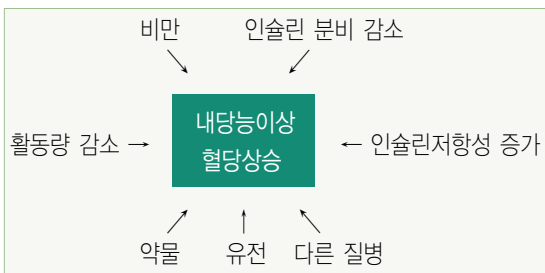 비만 인슐린 분비 감소
내당능이상
활동량 감소 → ← 인슐린저항성 증가
혈당상승
약물 유전 다른 질병